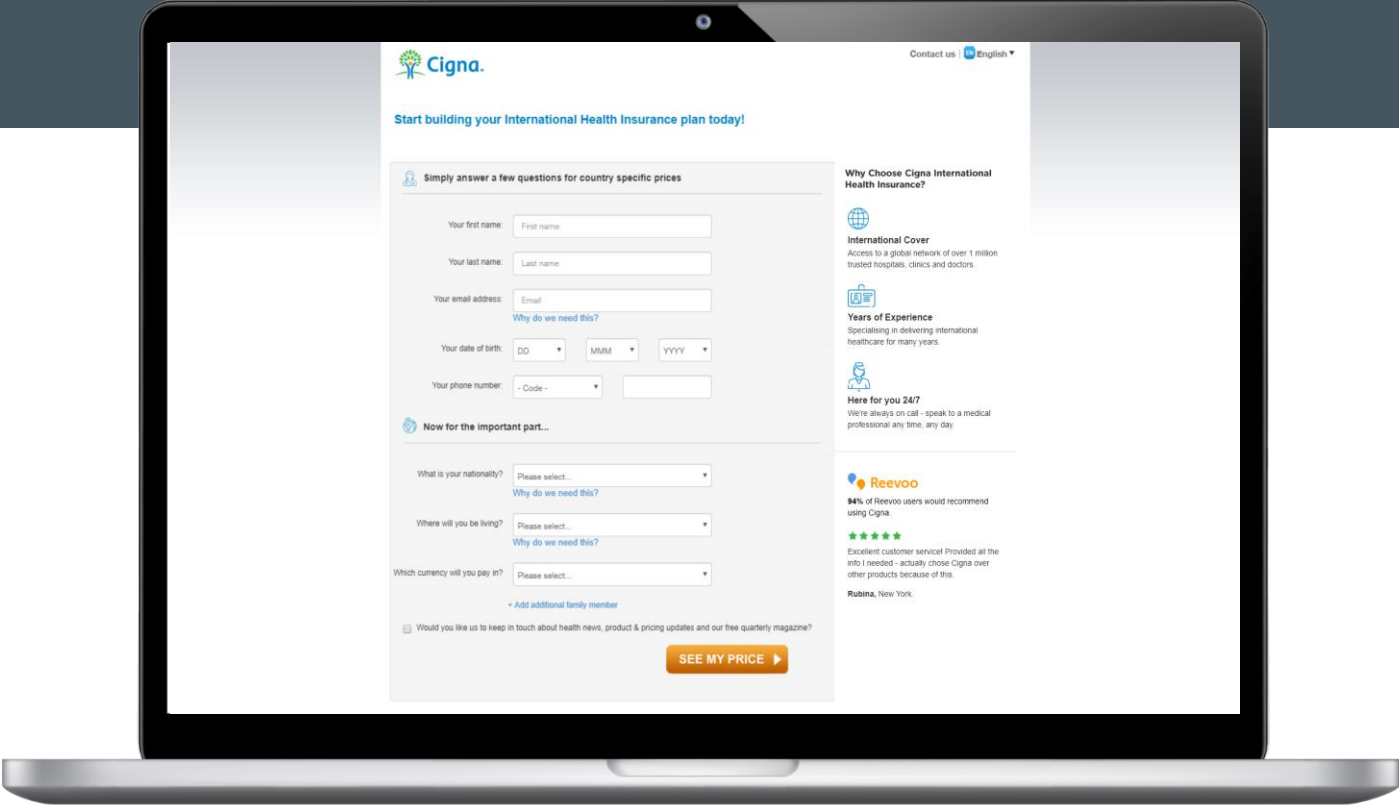 Cigna.
Contact us | EN English
Start building your International Health Insurance plan today!
Simply answer a few questions for country specific prices
Your first name: First name
Your last name: Last name
Your email address: Email
Why do we need this?
Your date of birth: DD MMM YYYY
Your phone number: - Code -
Now for the important part...
What is your nationality? Please select...
Why do we need this?
Where will you be living? Please select...
Why do we need this?
Which currency will you pay in? Please select...
+ Add additional family member
Would you like us to keep in touch about health news, product & pricing updates and our free quarterly magazine?
SEE MY PRICE
Why Choose Cigna International
Health Insurance?
International Cover
Access to a global network of over 1 million
trusted hospitals, clinics and doctors.
Years of Experience
Specialising in delivering international
healthcare for many years.
Here for you 24/7
We're always on call - speak to a medical
professional any time, any day.
Reevoo
94% of Reevoo users would recommend
using Cigna.
Excellent customer service! Provided all the
info I needed - actually chose Cigna over
other products because of this.
Rubina, New York.